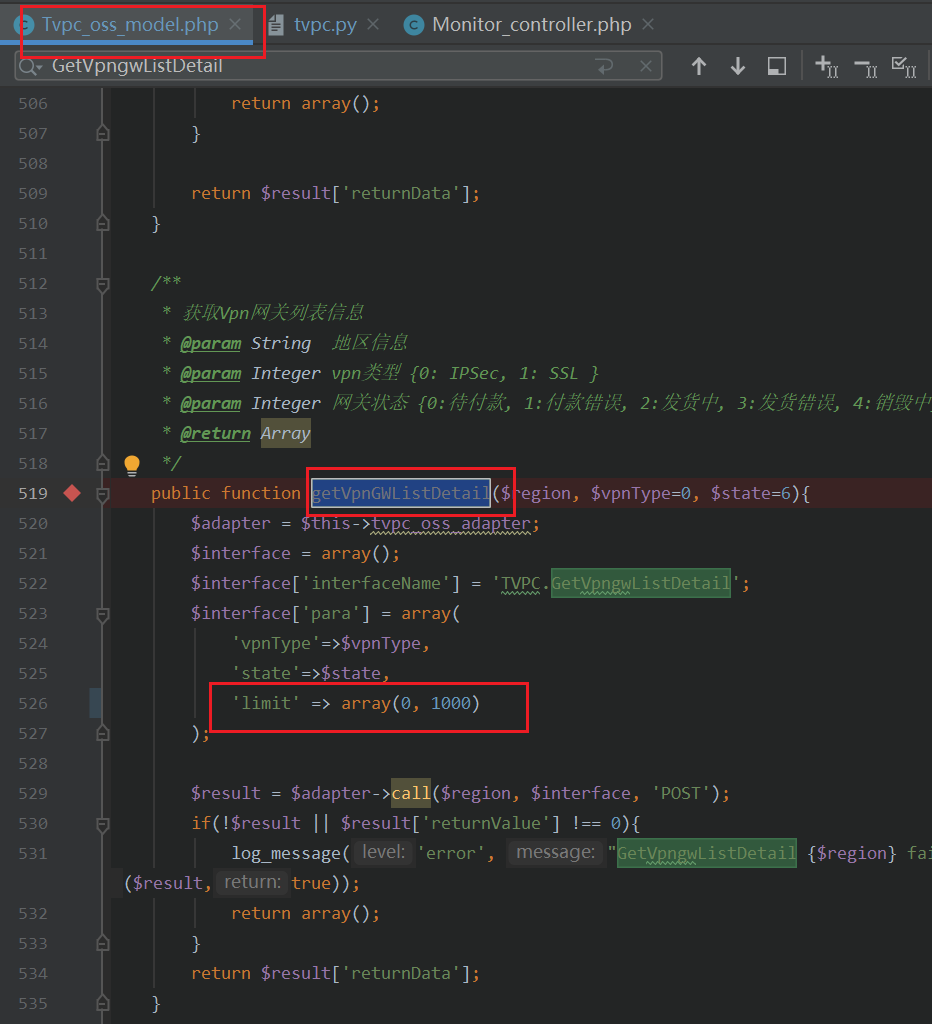 Tvpc_oss_model.php tvpc.py Monitor_controller.php
GetVpngwListDetail
506 return array();
507 }
508
509 return $result['returnData'];
510 }
511
512 /**
513 * 获取Vpn网关列表信息
514 * @param String 地区信息
515 * @param Integer vpn类型 {0: IPSec, 1: SSL }
516 * @param Integer 网关状态 {0:待付款, 1:付款错误, 2:发货中, 3:发货错误, 4:销毁中,
517 * @return Array
518 */
519 public function getVpnGWListDetail($region, $vpnType=0, $state=6){
520 $adapter = $this->tvpc_oss_adapter;
521 $interface = array();
522 $interface['interfaceName'] = 'TVPC.GetVpngwListDetail';
523 $interface['para'] = array(
524 'vpnType'=>$vpnType,
525 'state'=>$state,
526 'limit' => array(0, 1000)
527 );
528
529 $result = $adapter->call($region, $interface, 'POST');
530 if(!$result || $result['returnValue'] !== 0){
531 log_message( level: 'error', message: "GetVpngwListDetail {$region} fai
($result, return: true));
532 return array();
533 }
534 return $result['returnData'];
535 }